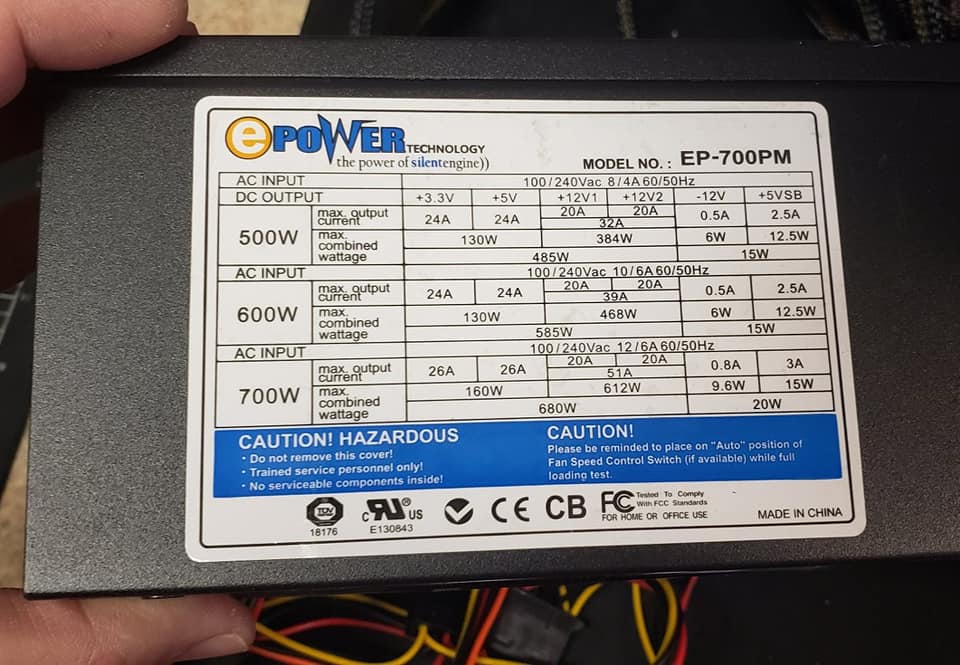 ePOWER TECHNOLOGY
the power of silentengine))
MODEL NO. : EP-700PM
AC INPUT 100/240Vac 8/4A 60/50Hz
DC OUTPUT +3.3V +5V +12V1 +12V2 -12V +5VSB
500W max. output current 24A 24A 20A 20A 32A 0.5A 2.5A
max. combined wattage 130W 384W 6W 12.5W
485W 15W
AC INPUT 100/240Vac 10/6A 60/50Hz
600W max. output current 24A 24A 20A 20A 39A 0.5A 2.5A
max. combined wattage 130W 468W 6W 12.5W
585W 15W
AC INPUT 100/240Vac 12/6A 60/50Hz
700W max. output current 26A 26A 20A 20A 51A 0.8A 3A
max. combined wattage 160W 612W 9.6W 15W
680W 20W
CAUTION! HAZARDOUS
• Do not remove this cover!
• Trained service personnel only!
• No serviceable components inside!
CAUTION!
Please be reminded to place on "Auto" position of
Fan Speed Control Switch (if available) while full
loading test.
TÜV
18176
c RU® US
E130843
CE
CB
FC Tested To Comply
With FCC Standards
FOR HOME OR OFFICE USE
MADE IN CHINA